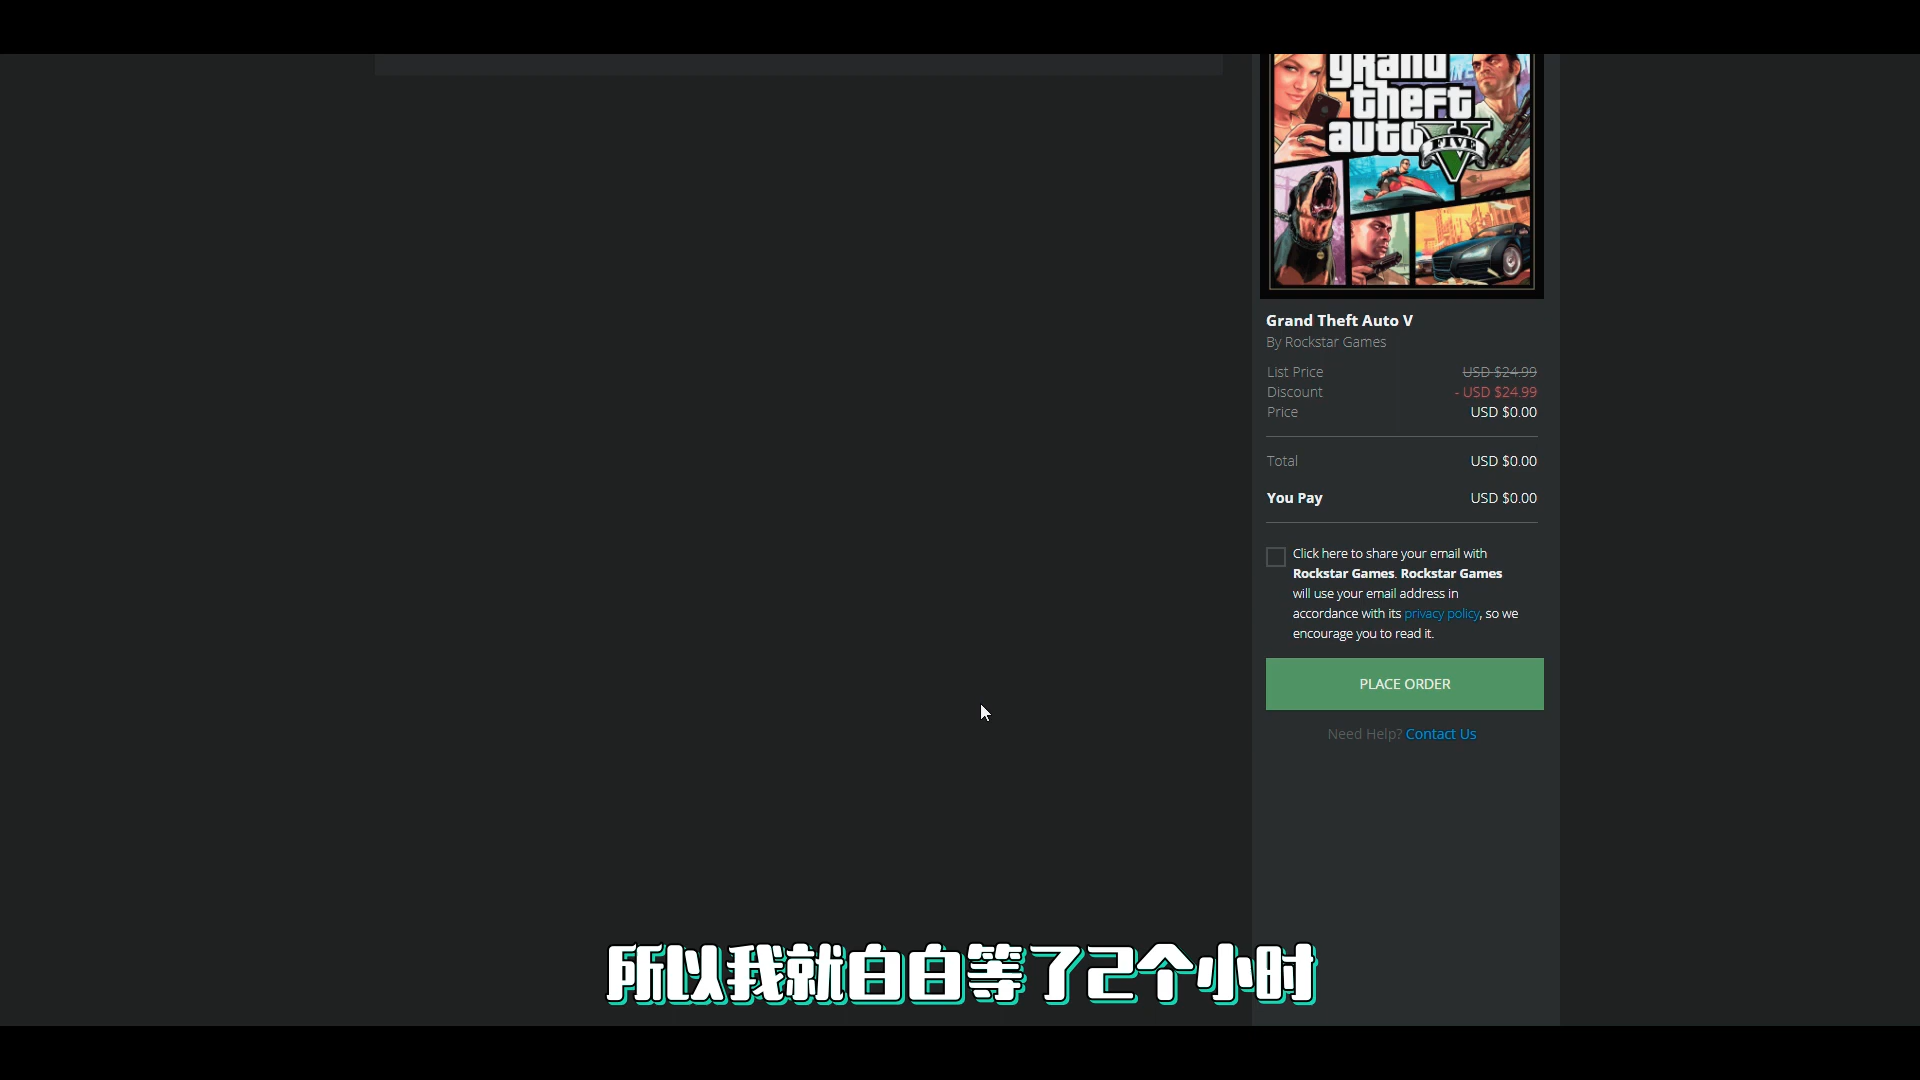 grand
theft
auto
FIVE
Grand Theft Auto V
By Rockstar Games
List Price USD $24.99
Discount - USD $24.99
Price USD $0.00
Total USD $0.00
You Pay USD $0.00
Click here to share your email with
Rockstar Games. Rockstar Games
will use your email address in
accordance with its privacy policy, so we
encourage you to read it.
PLACE ORDER
Need Help? Contact Us
所以我就白白等了2个小时